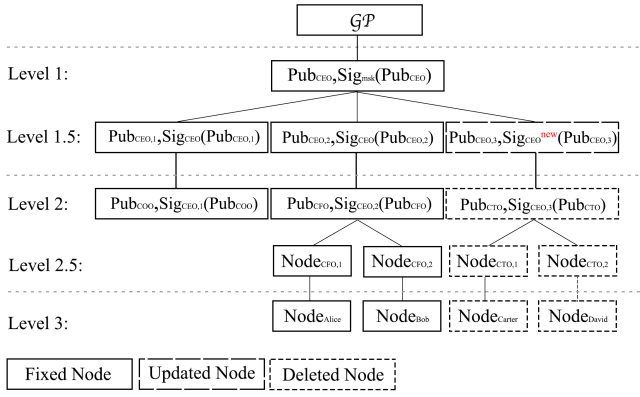 𝒢𝒫
Level 1:
PubCEO,Sigmsk(PubCEO)
Level 1.5:
PubCEO,1,SigCEO(PubCEO,1)
PubCEO,2,SigCEO(PubCEO,2)
PubCEO,3,SigCEOnew(PubCEO,3)
Level 2:
PubCOO,SigCEO,1(PubCOO)
PubCFO,SigCEO,2(PubCFO)
PubCTO,SigCEO,3(PubCTO)
Level 2.5:
NodeCFO,1
NodeCFO,2
NodeCTO,1
NodeCTO,2
Level 3:
NodeAlice
NodeBob
NodeCarter
NodeDavid
Fixed Node
Updated Node
Deleted Node